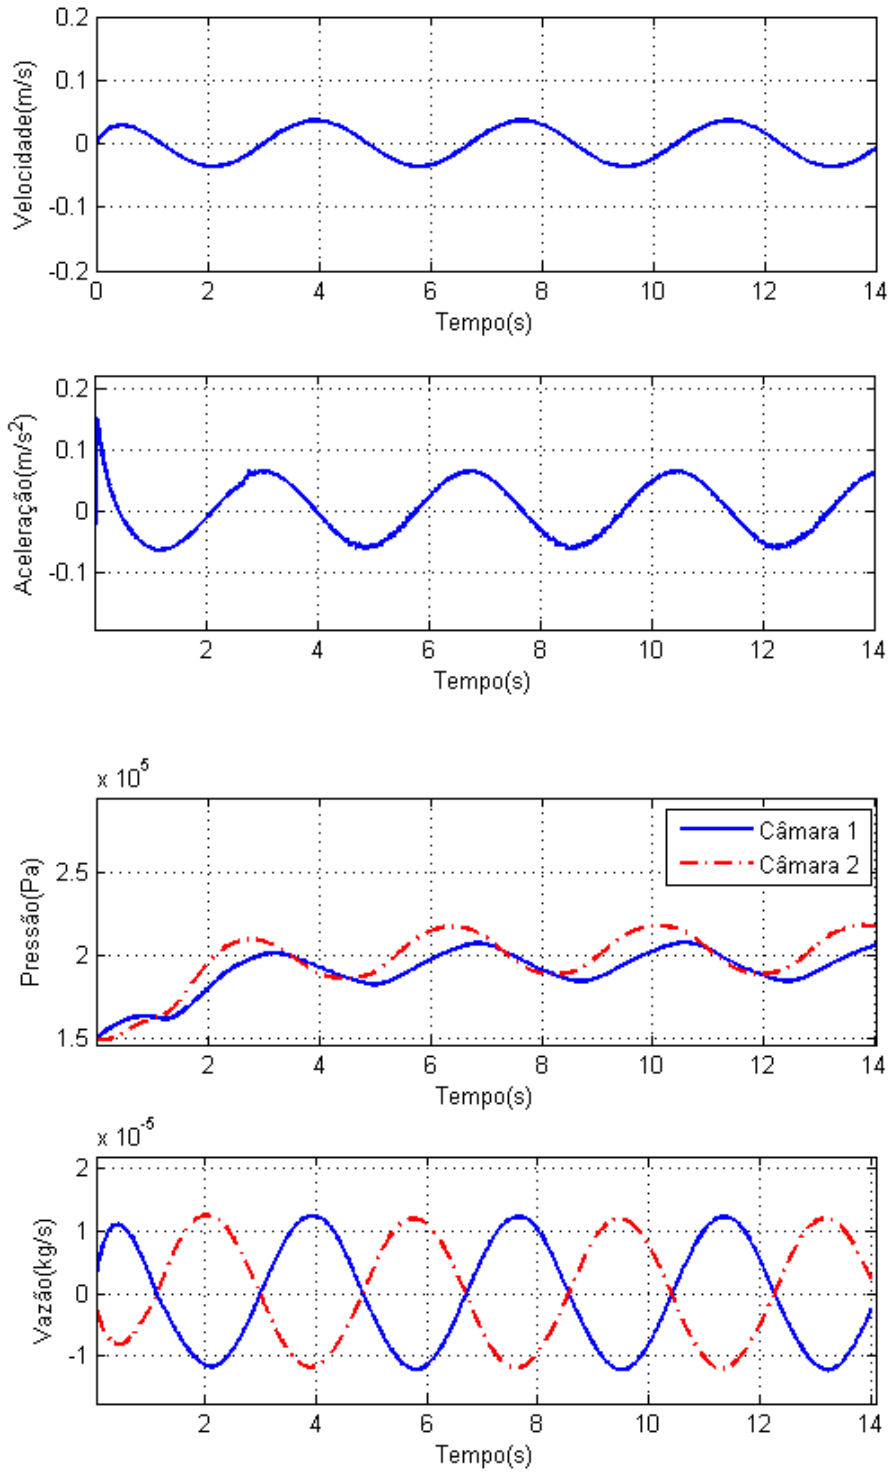 Velocidade(m/s)
0.2
0.1
0
-0.1
-0.2
0 2 4 6 8 10 12 14
Tempo(s)
Aceleração(m/s²)
0.2
0.1
0
-0.1
2 4 6 8 10 12 14
Tempo(s)
x 10⁵
Pressão(Pa)
2.5
2
1.5
Câmara 1
Câmara 2
2 4 6 8 10 12 14
Tempo(s)
x 10⁻⁵
Vazão(kg/s)
2
1
0
-1
2 4 6 8 10 12 14
Tempo(s)